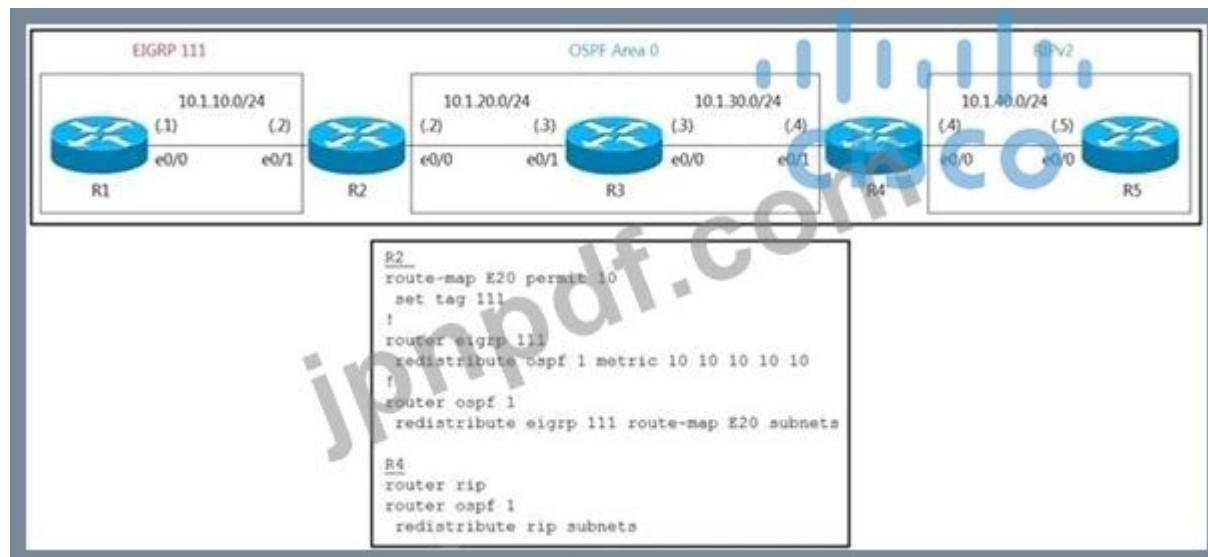 EIGRP 111 OSPF Area 0 RIPv2
10.1.10.0/24 10.1.20.0/24 10.1.30.0/24 10.1.40.0/24
(.1) (.2) (.2) (.3) (.3) (.4) (.4) (.5)
e0/0 e0/1 e0/0 e0/1 e0/0 e0/1 e0/0 e0/0
R1 R2 R3 R4 R5
CISCO
jpnpdf.com
R2
route-map E20 permit 10
set tag 111
!
router eigrp 111
redistribute ospf 1 metric 10 10 10 10 10
!
router ospf 1
redistribute eigrp 111 route-map E20 subnets
R4
router rip
router ospf 1
redistribute rip subnets